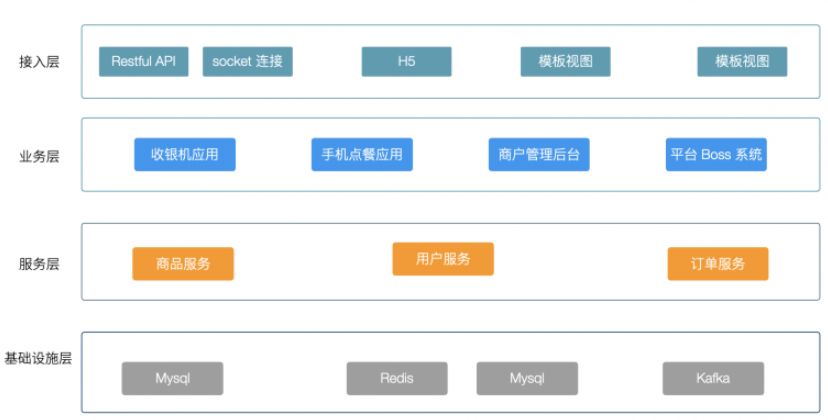 接入层
Restful API
socket 连接
H5
模板视图
模板视图
业务层
收银机应用
手机点餐应用
商户管理后台
平台 Boss 系统
服务层
商品服务
用户服务
订单服务
基础设施层
Mysql
Redis
Mysql
Kafka